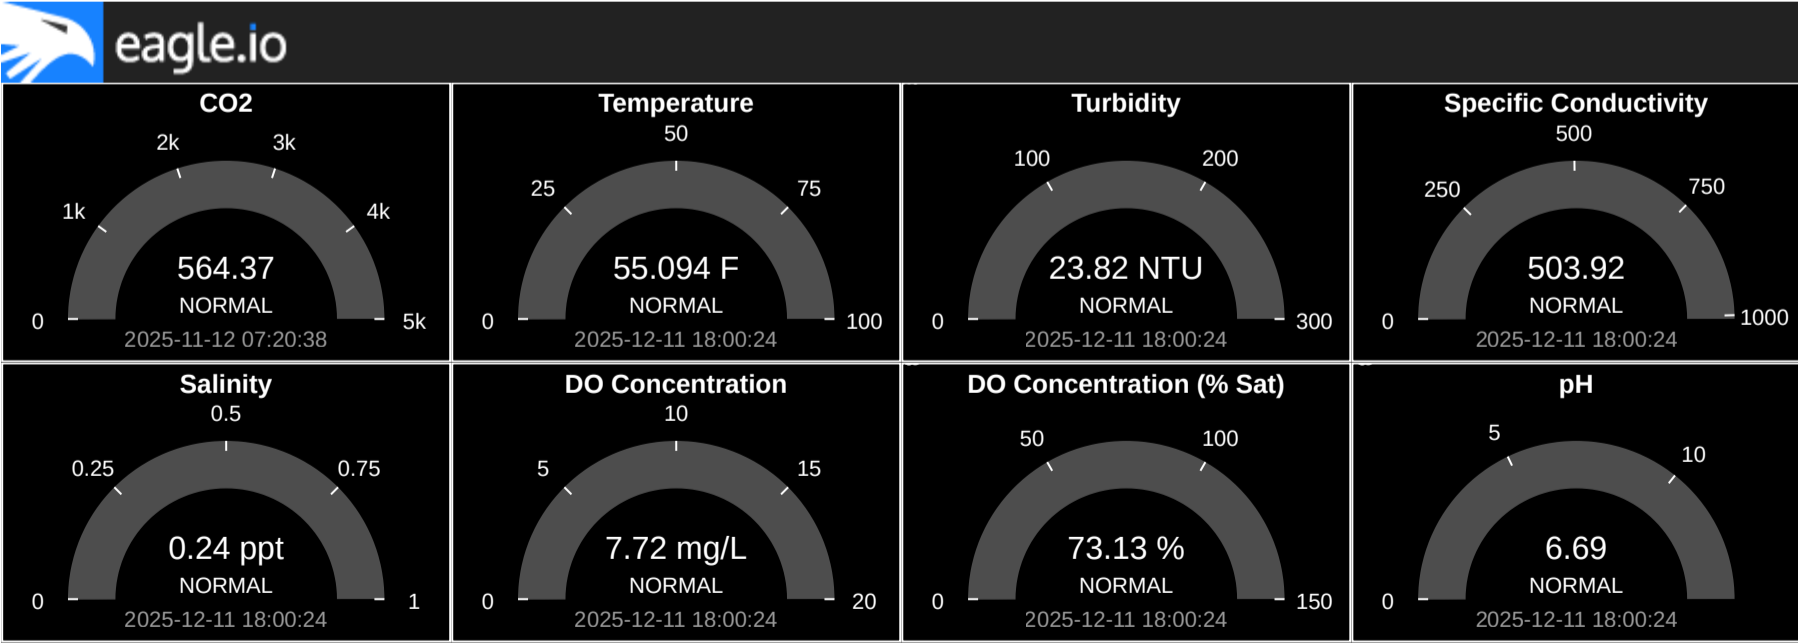 eagle.io
CO2
2k
3k
1k
4k
564.37
NORMAL
0
5k
2025-11-12 07:20:38
Temperature
50
25
75
55.094 F
NORMAL
0
100
2025-12-11 18:00:24
Turbidity
100
200
23.82 NTU
NORMAL
0
300
2025-12-11 18:00:24
Specific Conductivity
500
250
750
503.92
NORMAL
0
1000
2025-12-11 18:00:24
Salinity
0.5
0.25
0.75
0.24 ppt
NORMAL
0
1
2025-12-11 18:00:24
DO Concentration
10
5
15
7.72 mg/L
NORMAL
0
20
2025-12-11 18:00:24
DO Concentration (% Sat)
50
100
73.13 %
NORMAL
0
150
2025-12-11 18:00:24
pH
5
10
6.69
NORMAL
0
2025-12-11 18:00:24